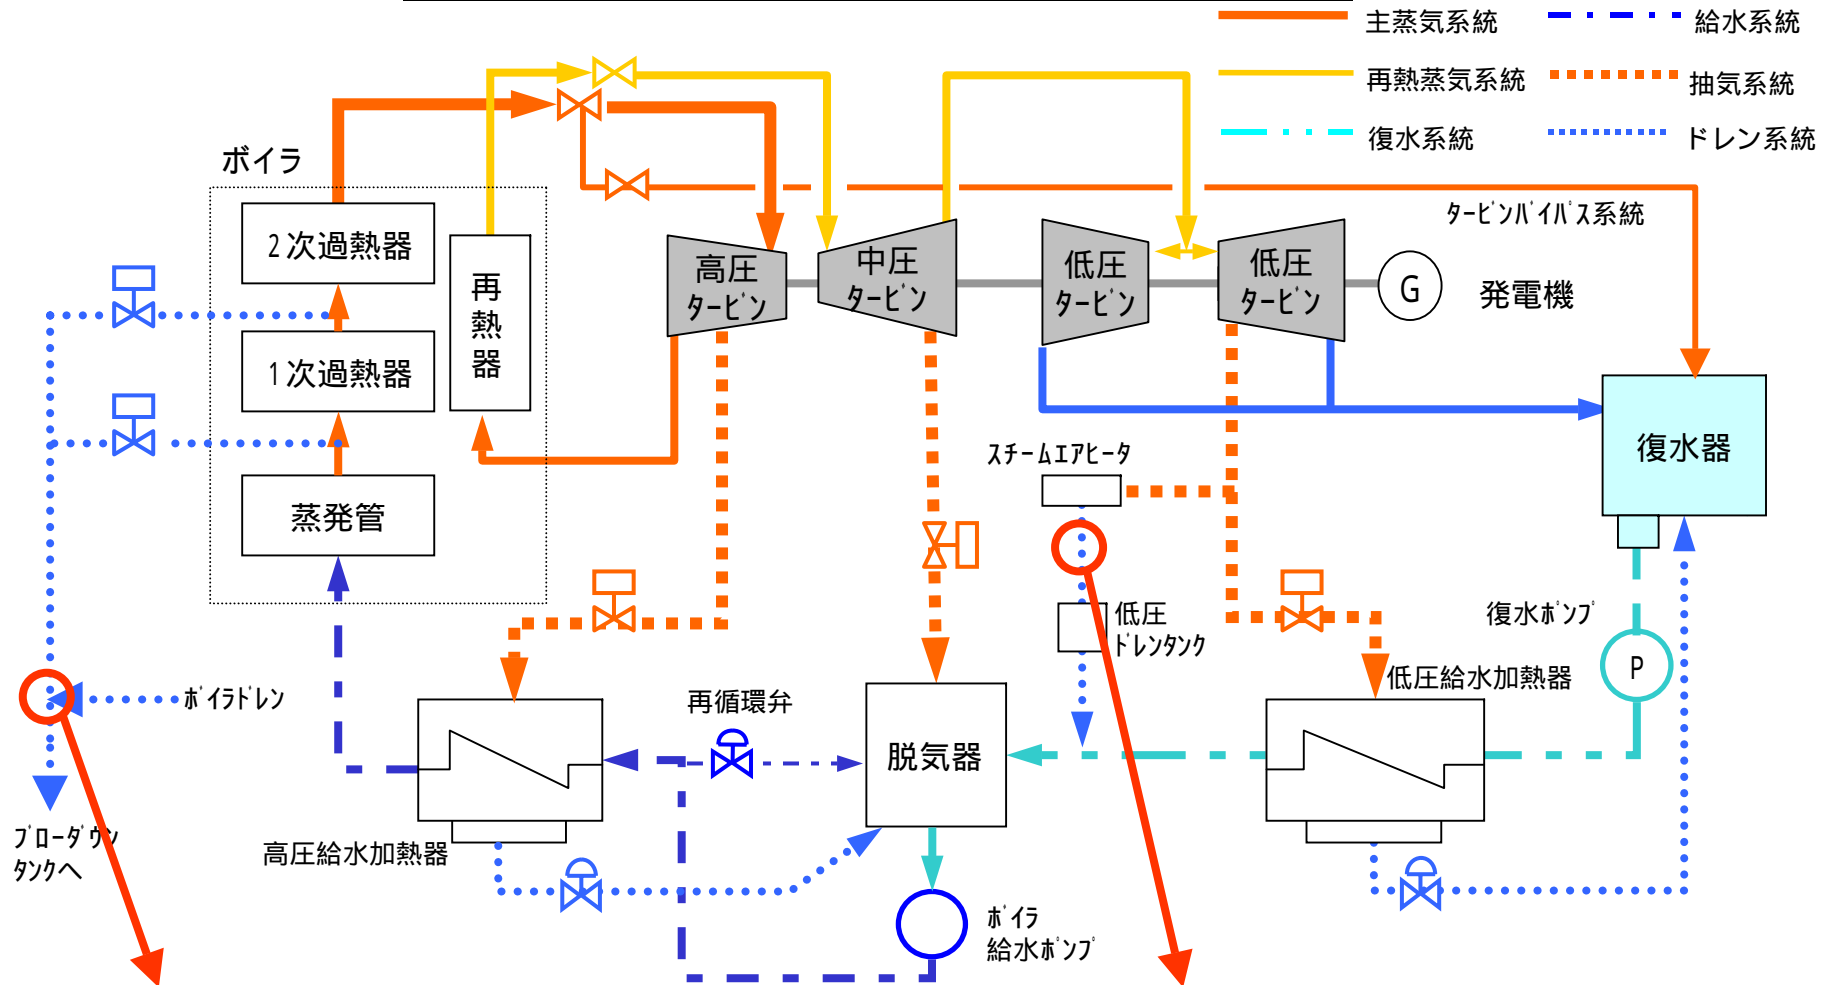 主蒸気系統
給水系統
再熱蒸気系統
抽気系統
復水系統
ドレン系統
ボイラ
2次過熱器
1次過熱器
蒸発管
再
熱
器
高圧
ﾀｰﾋﾞﾝ
中圧
ﾀｰﾋﾞﾝ
低圧
ﾀｰﾋﾞﾝ
低圧
ﾀｰﾋﾞﾝ
G
発電機
ﾀｰﾋﾞﾝﾊﾞｲﾊﾟｽ系統
復水器
ｽﾁｰﾑｴｱﾋｰﾀ
低圧
ﾄﾞﾚﾝﾀﾝｸ
復水ﾎﾟﾝﾌﾟ
P
低圧給水加熱器
ﾎﾞｲﾗﾄﾞﾚﾝ
再循環弁
脱気器
ﾌﾞﾛｰﾀﾞｳﾝ
ﾀﾝｸへ
高圧給水加熱器
ﾎﾞｲﾗ
給水ﾎﾟﾝﾌﾟ